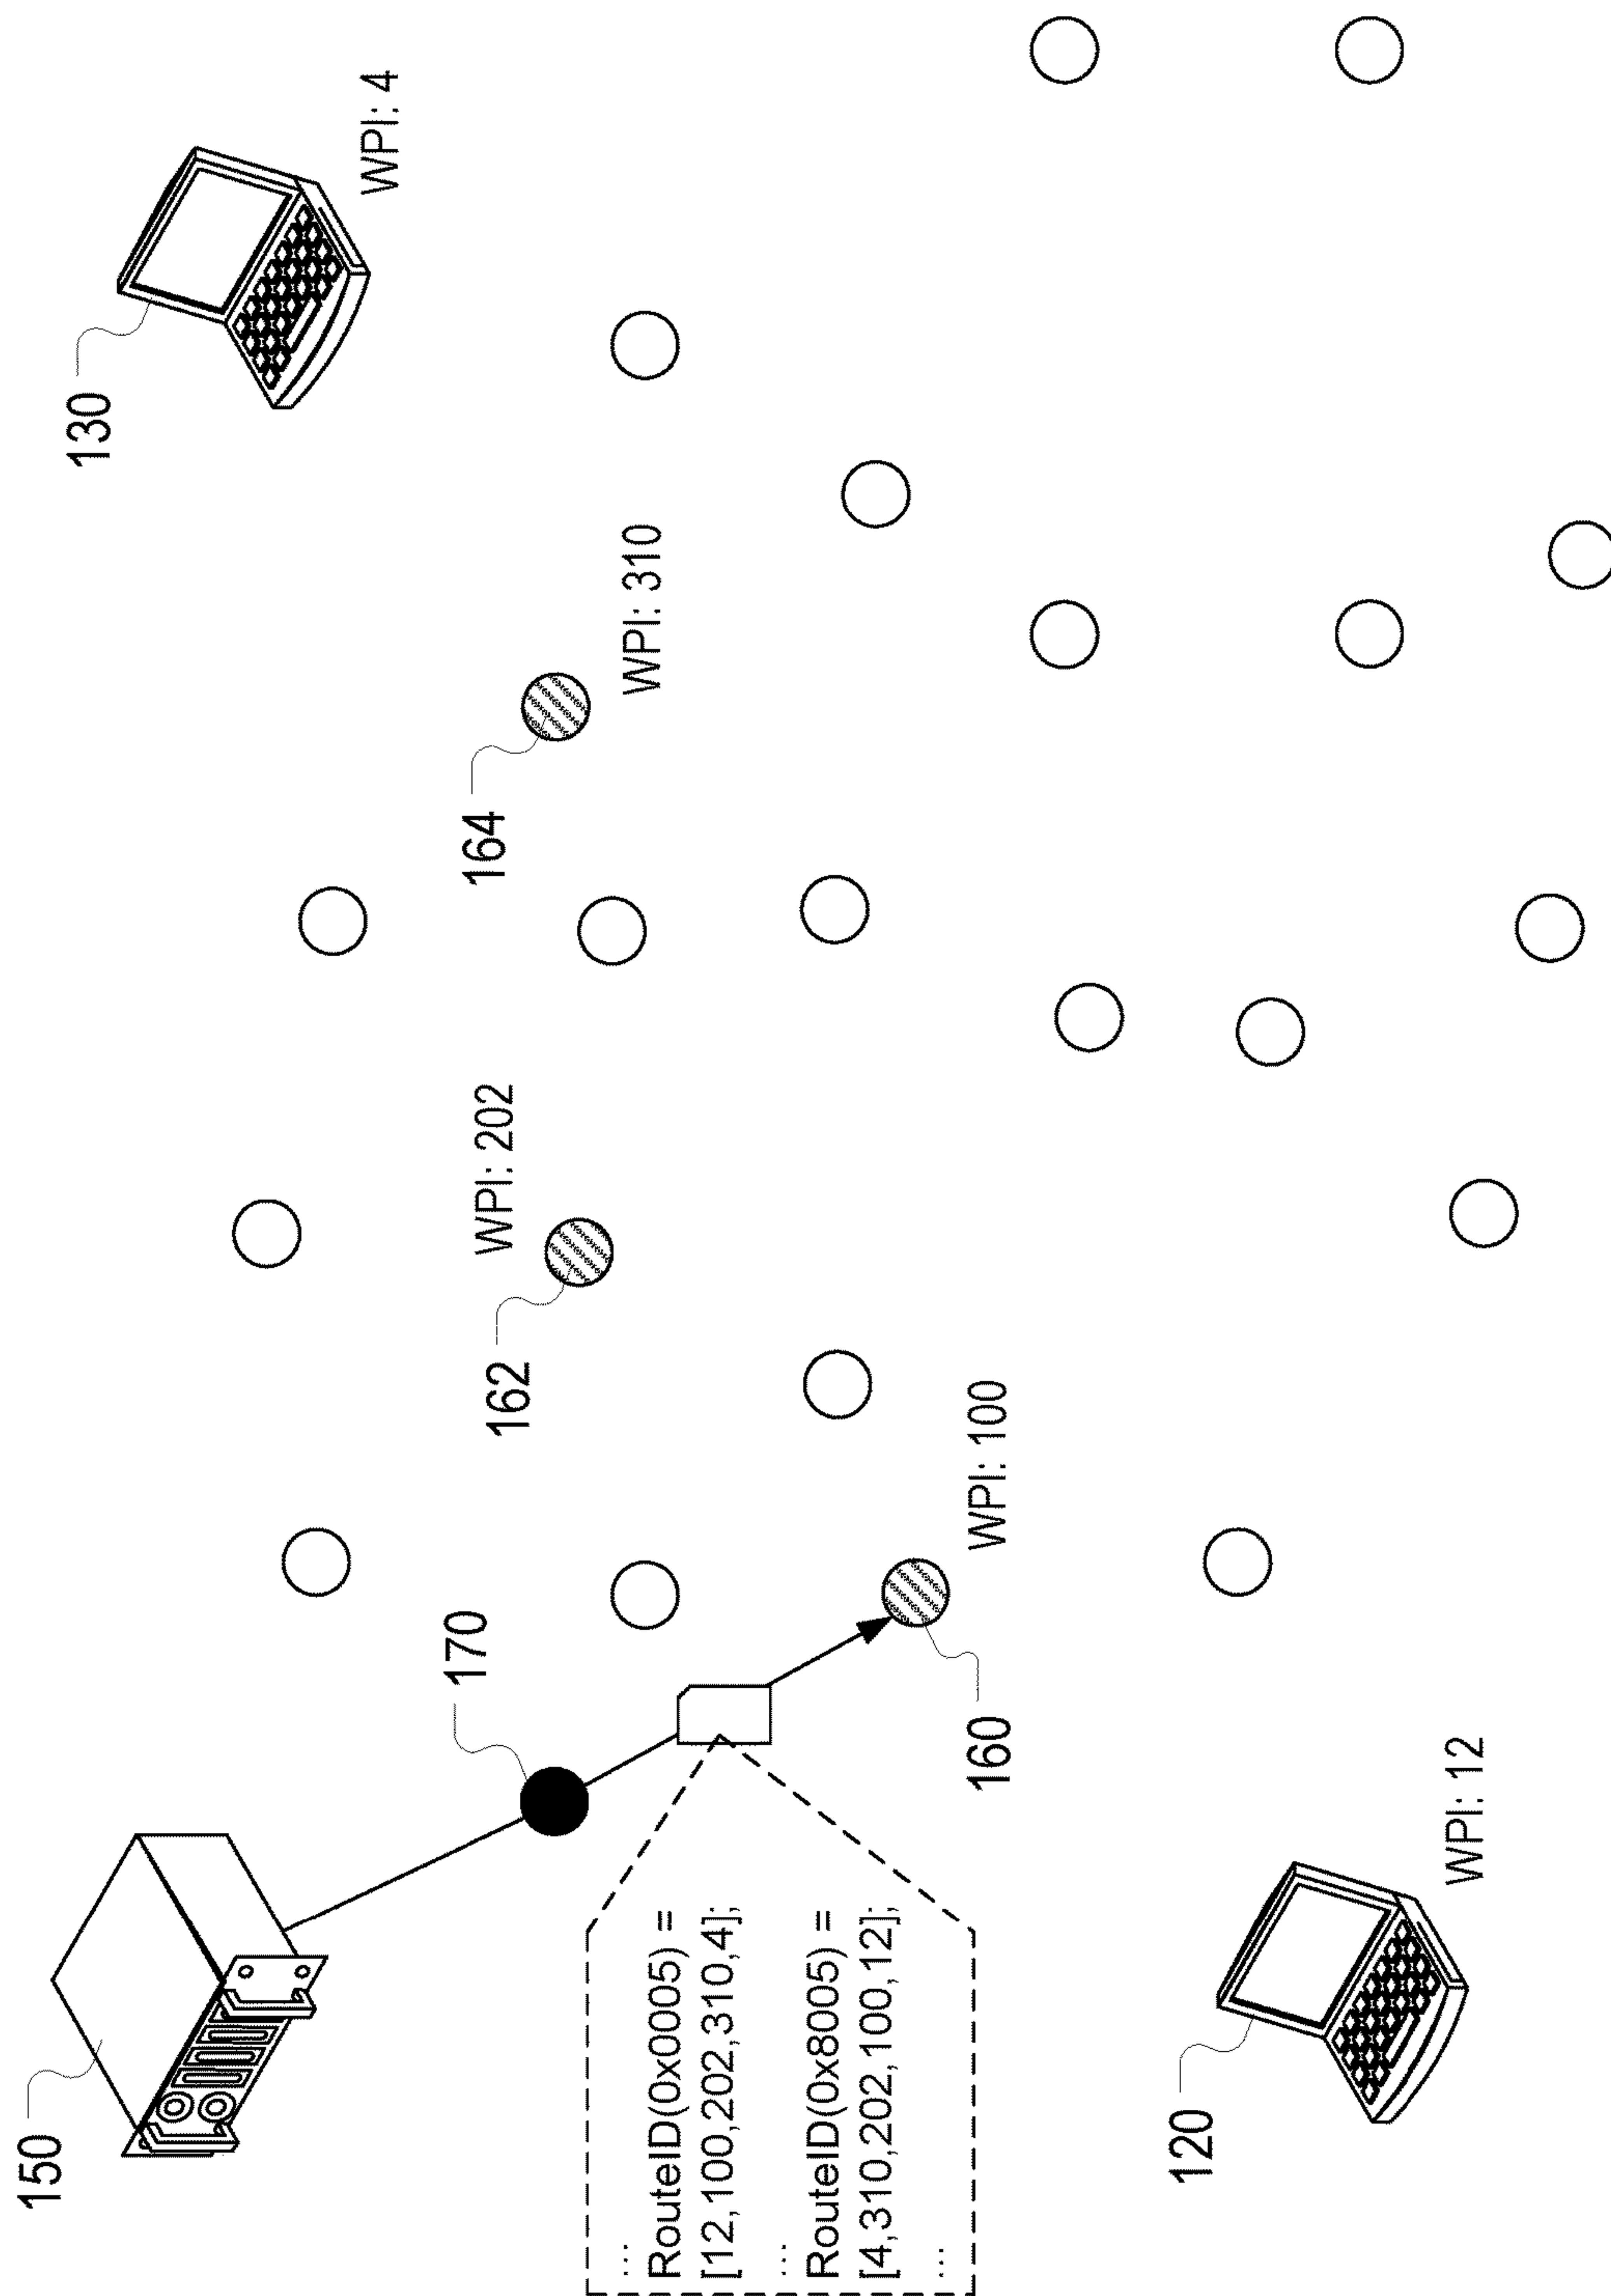 150
130
WPI: 4
170
164
WPI: 202
162
WPI: 310
...
RouteID(0x0005) =
[12,100,202,310,4];
...
RouteID(0x8005) =
[4,310,202,100,12];
...
160
WPI: 100
120
WPI: 12